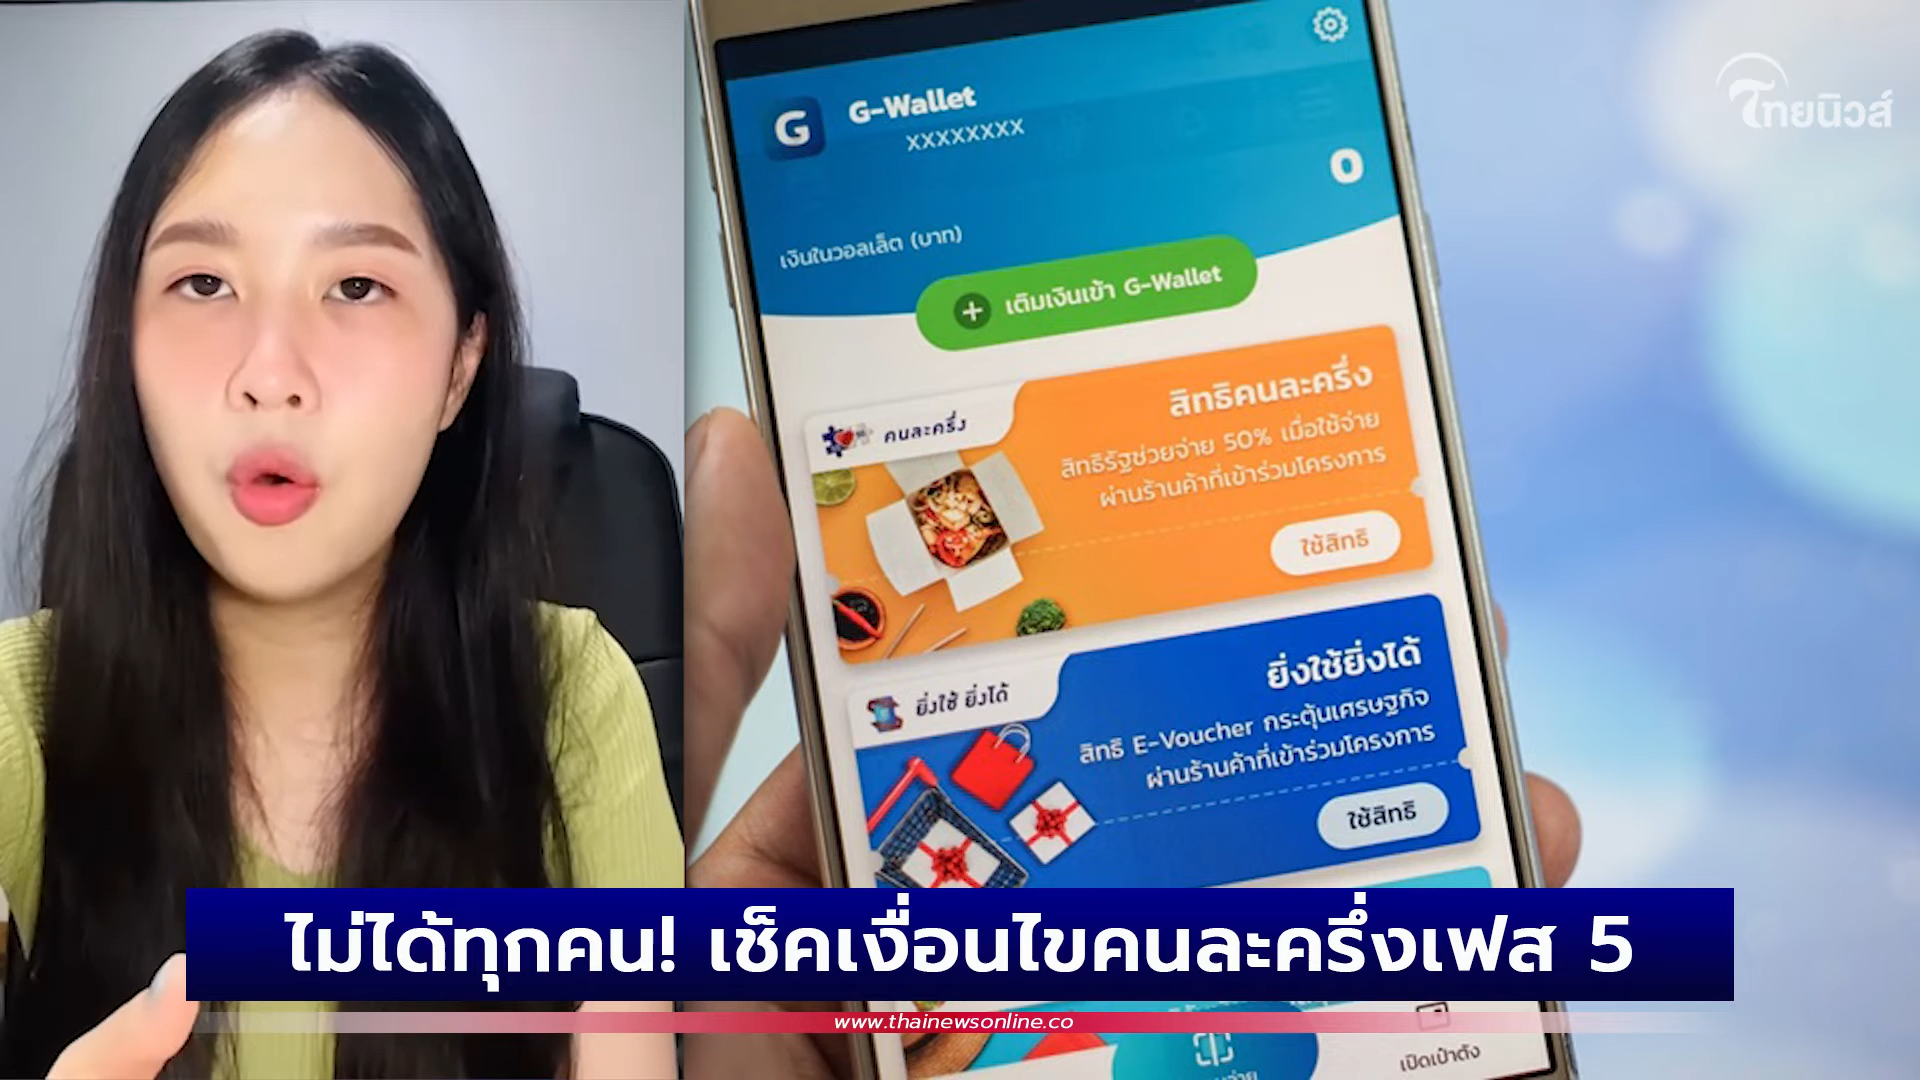 ไทยนิวส์
G
G-Wallet
XXXXXXXX
0
เงินในวอลเล็ต (บาท)
+ เติมเงินเข้า G-Wallet
คนละครึ่ง
สิทธิคนละครึ่ง
สิทธิรัฐช่วยจ่าย 50% เมื่อใช้จ่าย
ผ่านร้านค้าที่เข้าร่วมโครงการ
ใช้สิทธิ
ยิ่งใช้ ยิ่งได้
ยิ่งใช้ยิ่งได้
สิทธิ E-Voucher กระตุ้นเศรษฐกิจ
ผ่านร้านค้าที่เข้าร่วมโครงการ
ใช้สิทธิ
ไม่ได้ทุกคน! เช็คเงื่อนไขคนละครึ่งเฟส 5
www.thainewsonline.co
เปิดเป๋าตัง